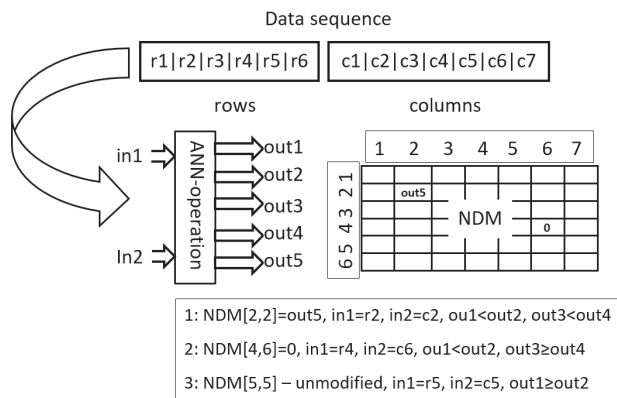 Data sequence
r1|r2|r3|r4|r5|r6 c1|c2|c3|c4|c5|c6|c7
rows columns
in1
In2
ANN-operation
out1
out2
out3
out4
out5
1 2 3 4 5 6 7
1
2
3
4
5
6
out5
NDM
0
1: NDM[2,2]=out5, in1=r2, in2=c2, ou1<out2, out3<out4
2: NDM[4,6]=0, in1=r4, in2=c6, ou1<out2, out3≥out4
3: NDM[5,5] – unmodified, in1=r5, in2=c5, out1≥out2